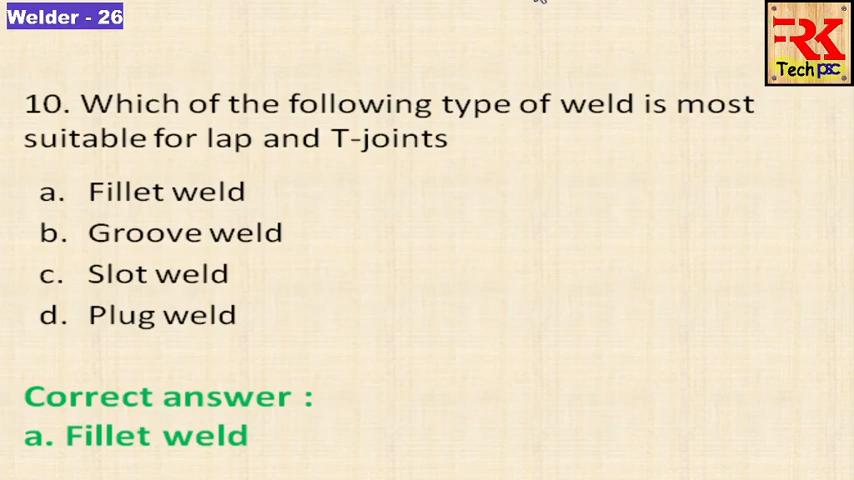 Welder - 26
RK
Tech psc
10. Which of the following type of weld is most
suitable for lap and T-joints
a. Fillet weld
b. Groove weld
c. Slot weld
d. Plug weld
Correct answer :
a. Fillet weld